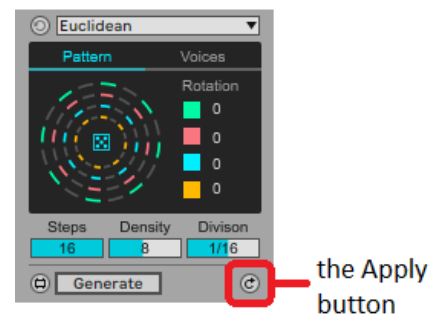 Euclidean
Pattern Voices
Rotation
0
0
0
0
Steps Density Divison
16 8 1/16
Generate
the Apply
button